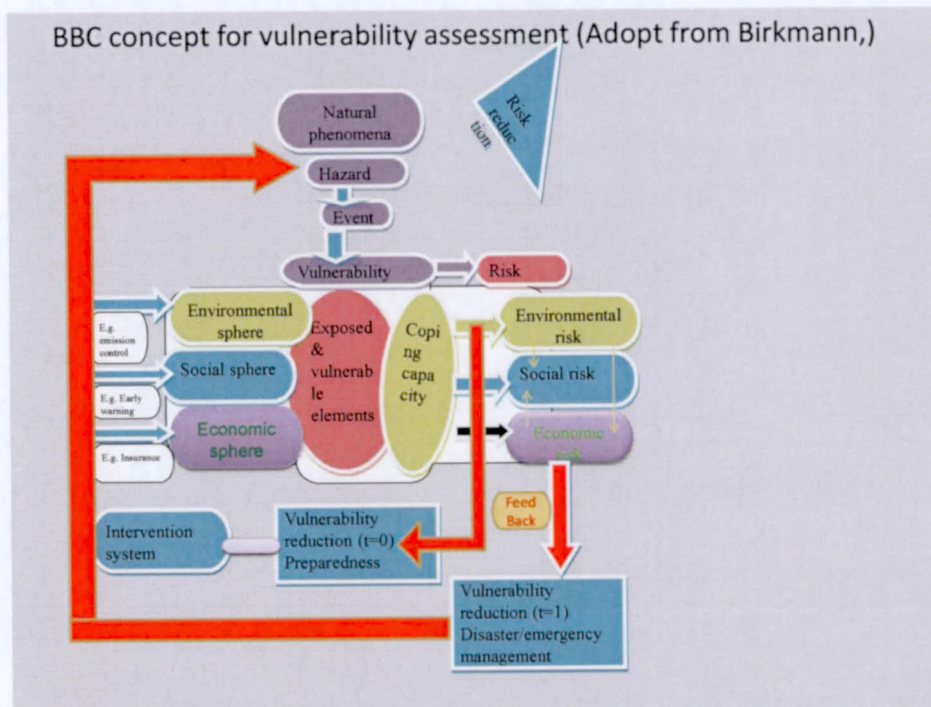 BBC concept for vulnerability assessment (Adopt from Birkmann,)
Risk
reduc
tion
Natural
phenomena
Hazard
Event
Vulnerability
Risk
E.g.
emission
control
Environmental
sphere
Exposed
&
vulnerab
le
elements
Copi
ng
capa
city
Environmental
risk
E.g. Early
warning
Social sphere
Social risk
E.g. Insurance
Economic
sphere
Economic
risk
Feed
Back
Intervention
system
Vulnerability
reduction (t=0)
Preparedness
Vulnerability
reduction (t=1)
Disaster/emergency
management